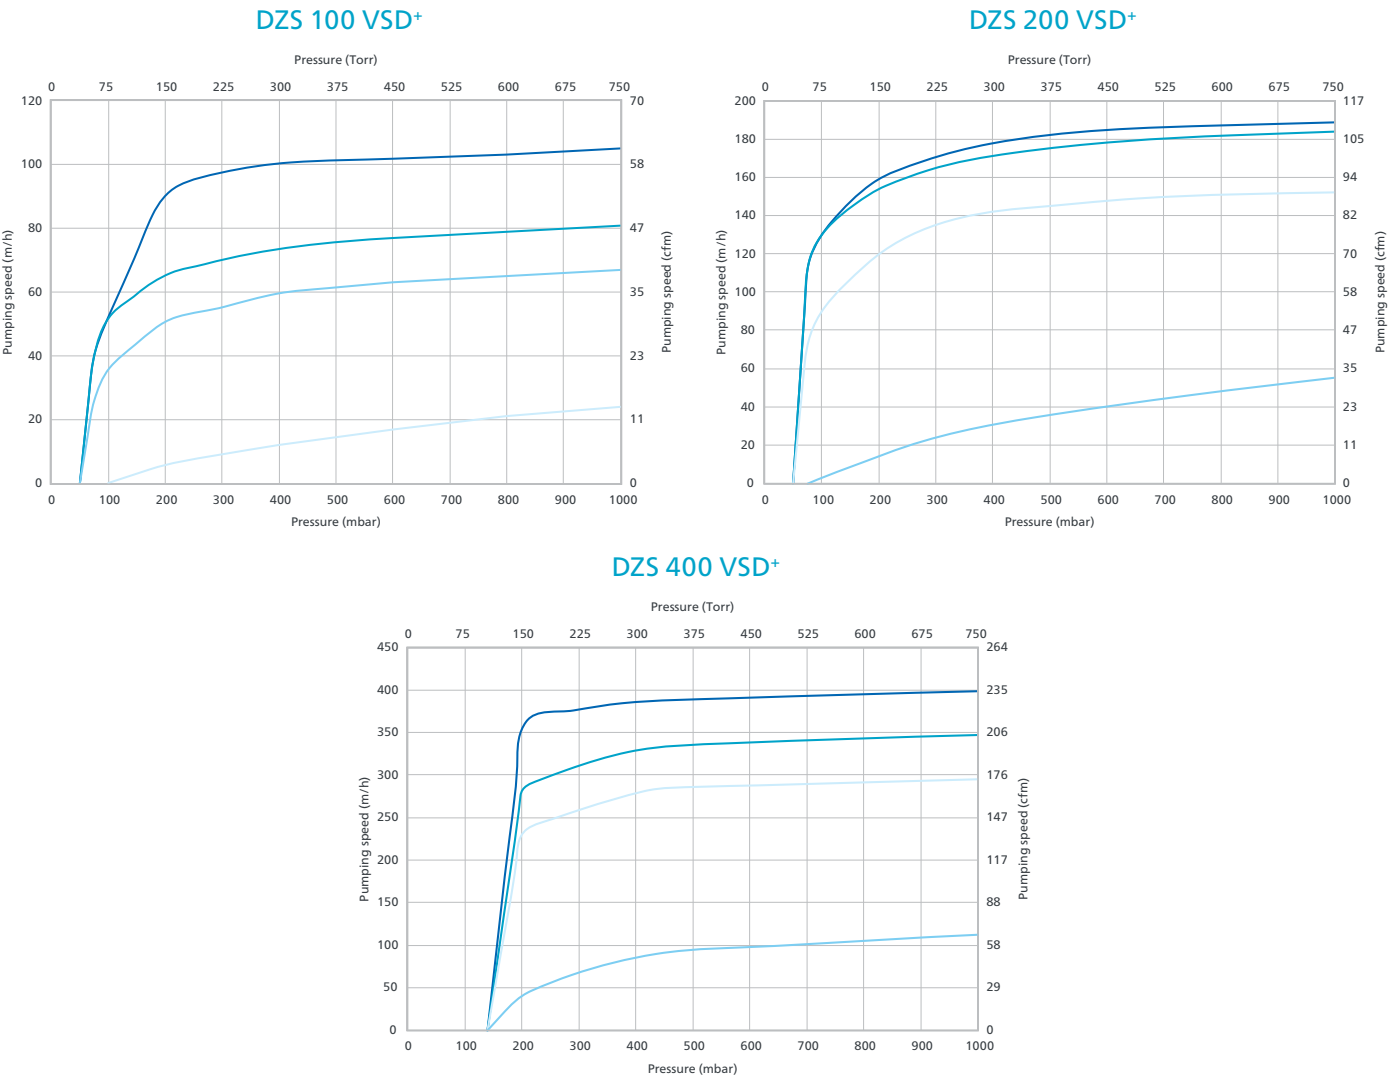 DZS 100 VSD+
Pressure (Torr)
0 75 150 225 300 375 450 525 600 675 750
120 70
100 58
80 47
60 35
40 23
20 11
0 0
Pumping speed (m/h)
Pumping speed (cfm)
0 100 200 300 400 500 600 700 800 900 1000
Pressure (mbar)
DZS 200 VSD+
Pressure (Torr)
0 75 150 225 300 375 450 525 600 675 750
200 117
180 105
160 94
140 82
120 70
100 58
80 47
60 35
40 23
20 11
0 0
Pumping speed (m/h)
Pumping speed (cfm)
0 100 200 300 400 500 600 700 800 900 1000
Pressure (mbar)
DZS 400 VSD+
Pressure (Torr)
0 75 150 225 300 375 450 525 600 675 750
450 264
400 235
350 206
300 176
250 147
200 117
150 88
100 58
50 29
0 0
Pumping speed (m/h)
Pumping speed (cfm)
0 100 200 300 400 500 600 700 800 900 1000
Pressure (mbar)